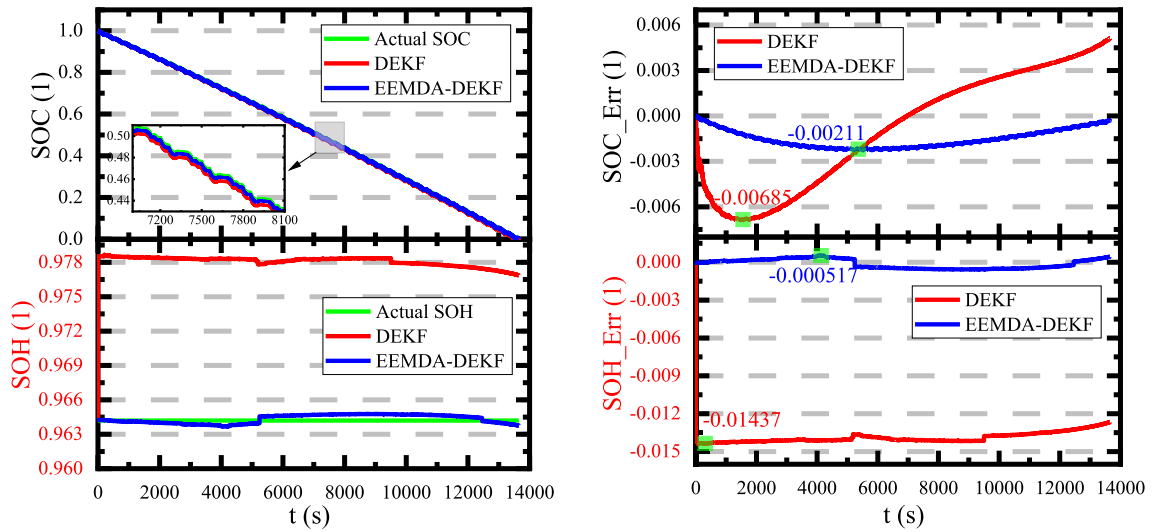 SOC (1)
1.0
0.8
0.6
0.4
0.2
0.0
Actual SOC
DEKF
EEMDA-DEKF
0.50
0.48
0.46
0.44
7200 7500 7800 8100
SOH (1)
0.978
0.975
0.972
0.969
0.966
0.963
0.960
Actual SOH
DEKF
EEMDA-DEKF
0 2000 4000 6000 8000 10000 12000 14000
t (s)
SOC_Err (1)
0.006
0.003
0.000
-0.003
-0.006
DEKF
EEMDA-DEKF
-0.00211
-0.00685
SOH_Err (1)
0.000
-0.003
-0.006
-0.009
-0.012
-0.015
-0.000517
DEKF
EEMDA-DEKF
-0.01437
0 2000 4000 6000 8000 10000 12000 14000
t (s)